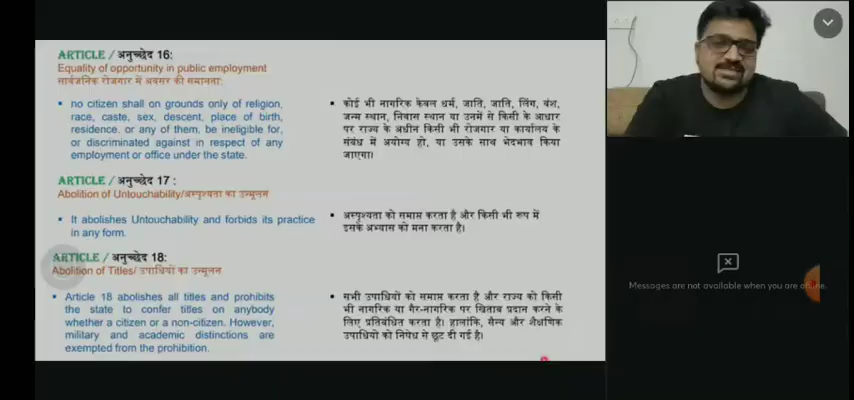 ARTICLE / अनुच्छेद 16:
Equality of opportunity in public employment
सार्वजनिक रोजगार में अवसर की समानता:
▪ no citizen shall on grounds only of religion,
race, caste, sex, descent, place of birth,
residence, or any of them, be ineligible for,
or discriminated against in respect of any
employment or office under the state.
▪ कोई भी नागरिक केवल धर्म, जाति, जाति, लिंग, वंश,
जन्म स्थान, निवास स्थान या उनमें से किसी के आधार
पर राज्य के अधीन किसी भी रोजगार या कार्यालय के
संबंध में अयोग्य हो, या उसके साथ भेदभाव किया
जाएगा।
ARTICLE / अनुच्छेद 17 :
Abolition of Untouchability/अस्पृश्यता का उन्मूलन
▪ It abolishes Untouchability and forbids its practice
in any form.
▪ अस्पृश्यता को समाप्त करता है और किसी भी रूप में
इसके अभ्यास को मना करता है।
ARTICLE / अनुच्छेद 18:
Abolition of Titles/ उपाधियों का उन्मूलन
▪ Article 18 abolishes all titles and prohibits
the state to confer titles on anybody
whether a citizen or a non-citizen. However,
military and academic distinctions are
exempted from the prohibition.
▪ सभी उपाधियों को समाप्त करता है और राज्य को किसी
भी नागरिक या गैर-नागरिक पर खिताब प्रदान करने के
लिए प्रतिबंधित करता है। हालांकि, सैन्य और शैक्षणिक
उपाधियों को निषेध से छूट दी गई है।
Messages are not available when you are offline.